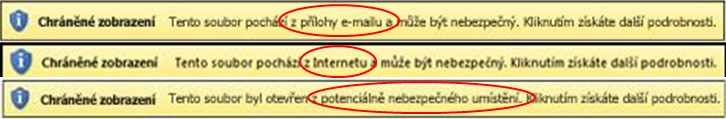 Chráněné zobrazení Tento soubor pochází z přílohy e-mailu a může být nebezpečný. Kliknutím získáte další podrobnosti.
Chráněné zobrazení Tento soubor pochází z Internetu a může být nebezpečný. Kliknutím získáte další podrobnosti.
Chráněné zobrazení Tento soubor byl otevřen z potenciálně nebezpečného umístění. Kliknutím získáte další podrobnosti.